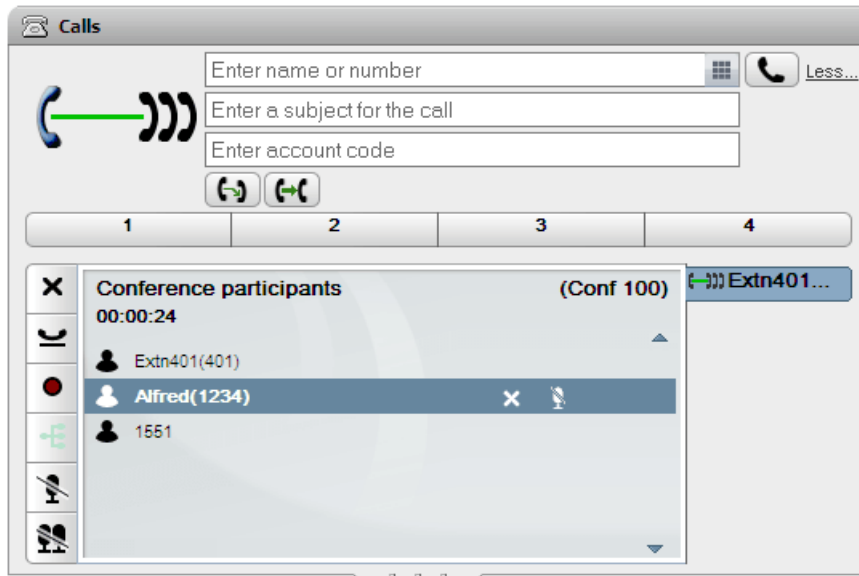 Calls
Enter name or number
Less...
Enter a subject for the call
Enter account code
1 2 3 4
Conference participants (Conf 100)
Extn401...
00:00:24
Extn401(401)
Alfred(1234)
1551